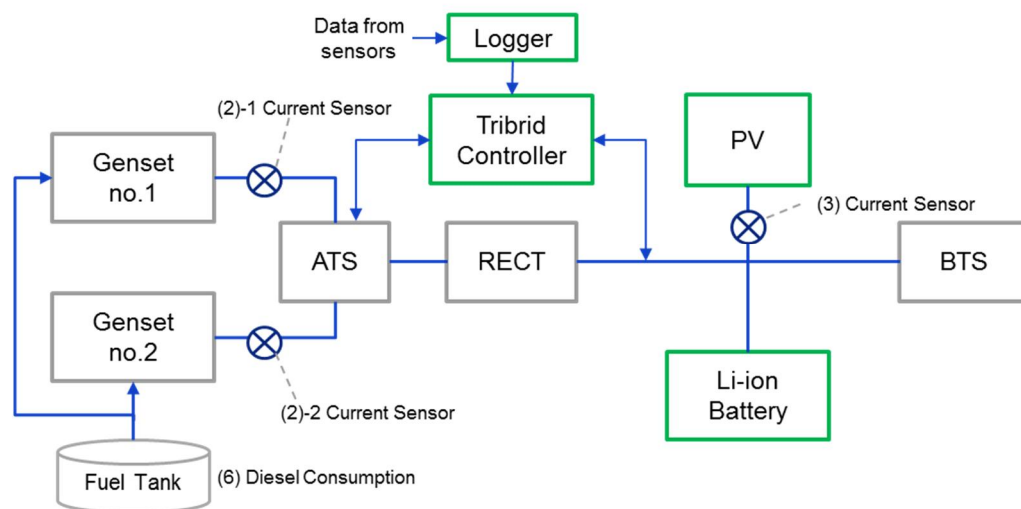 Data from
sensors
Logger
(2)-1 Current Sensor
Tribrid
Controller
PV
Genset
no.1
(3) Current Sensor
ATS
RECT
BTS
Genset
no.2
Li-ion
Battery
(2)-2 Current Sensor
Fuel Tank
(6) Diesel Consumption